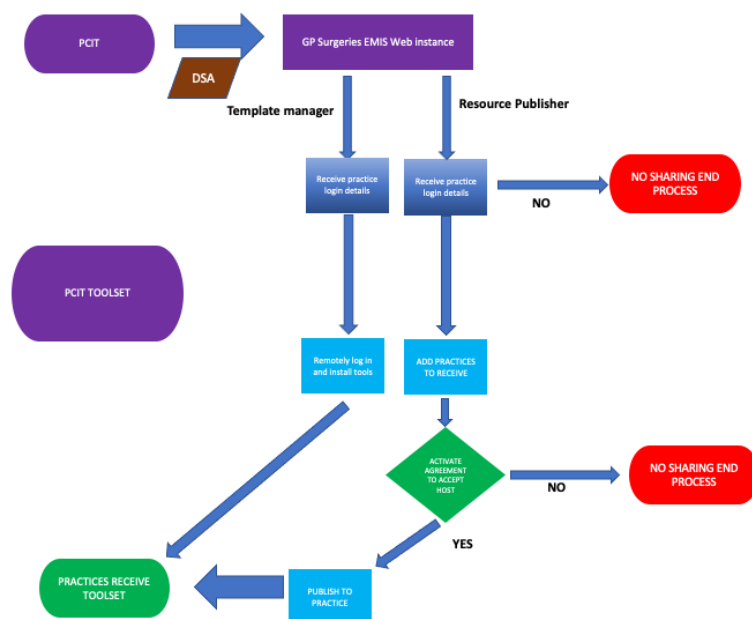 PCIT
GP Surgeries EMIS Web instance
DSA
Template manager
Resource Publisher
Receive practice
login details
Receive practice
login details
NO SHARING END
PROCESS
NO
PCIT TOOLSET
Remotely log in
and install tools
ADD PRACTICES
TO RECEIVE
ACTIVATE
AGREEMENT
TO ACCEPT
HOST
NO SHARING END
PROCESS
NO
YES
PRACTICES RECEIVE
TOOLSET
PUBLISH TO
PRACTICE